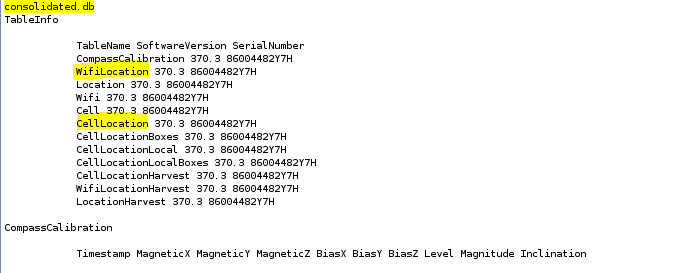 consolidated.db
TableInfo
TableName SoftwareVersion SerialNumber
CompassCalibration 370.3 86004482Y7H
WifiLocation 370.3 86004482Y7H
Location 370.3 86004482Y7H
Wifi 370.3 86004482Y7H
Cell 370.3 86004482Y7H
CellLocation 370.3 86004482Y7H
CellLocationBoxes 370.3 86004482Y7H
CellLocationLocal 370.3 86004482Y7H
CellLocationLocalBoxes 370.3 86004482Y7H
CellLocationHarvest 370.3 86004482Y7H
WifiLocationHarvest 370.3 86004482Y7H
LocationHarvest 370.3 86004482Y7H
CompassCalibration
Timestamp MagneticX MagneticY MagneticZ BiasX BiasY BiasZ Level Magnitude Inclination